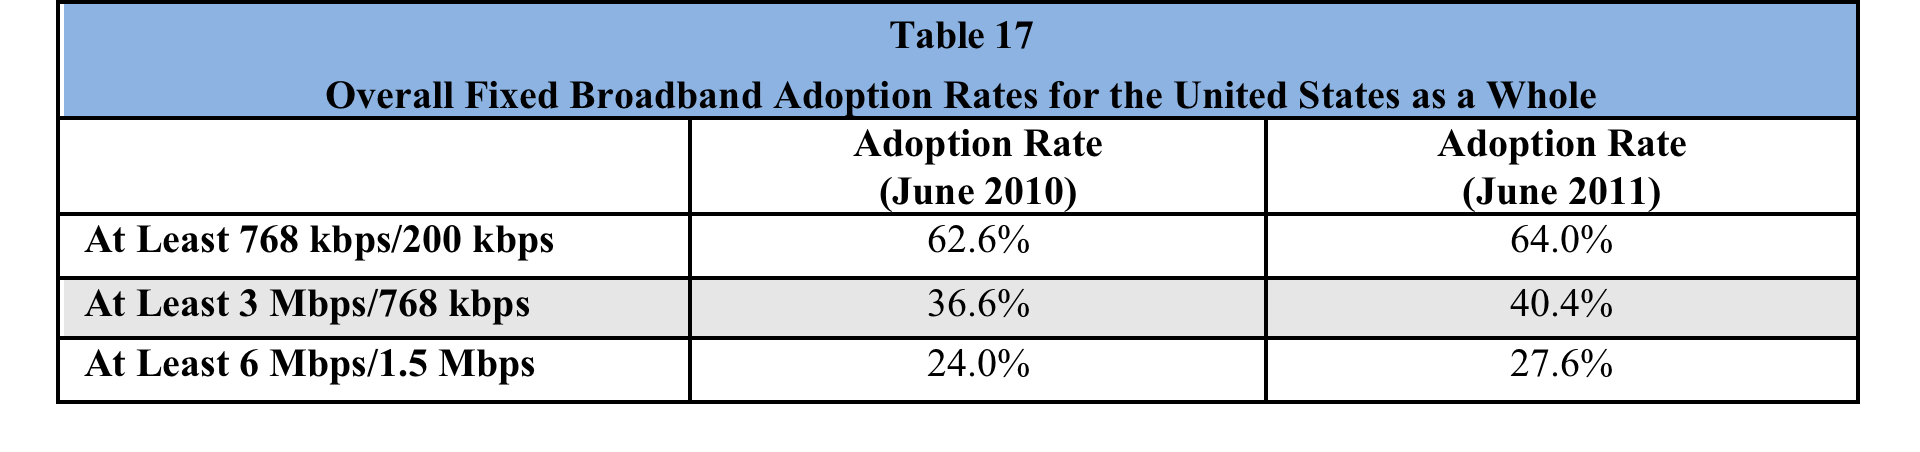 Table 17
Overall Fixed Broadband Adoption Rates for the United States as a Whole
Adoption Rate Adoption Rate
(June 2010) (June 2011)
At Least 768 kbps/200 kbps 62.6% 64.0%
At Least 3 Mbps/768 kbps 36.6% 40.4%
At Least 6 Mbps/1.5 Mbps 24.0% 27.6%